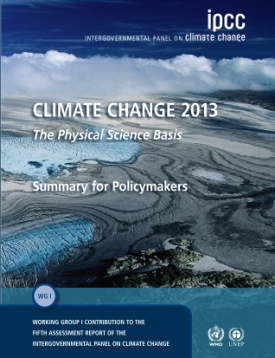 ipcc
INTERGOVERNMENTAL PANEL ON climate change
CLIMATE CHANGE 2013
The Physical Science Basis
Summary for Policymakers
WG I
WORKING GROUP I CONTRIBUTION TO THE
FIFTH ASSESSMENT REPORT OF THE
INTERGOVERNMENTAL PANEL ON CLIMATE CHANGE
WMO UNEP